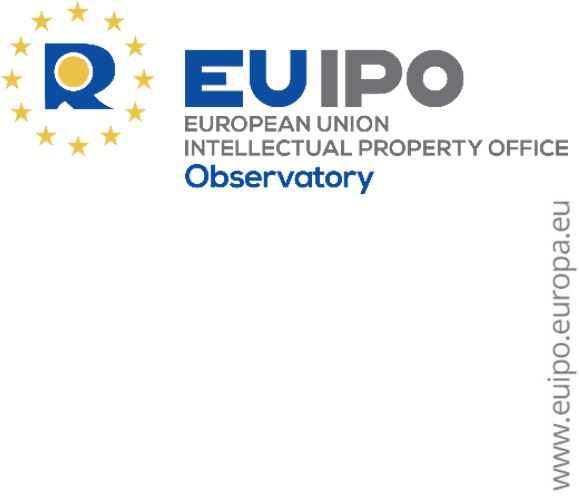 EUIPO
EUROPEAN UNION
INTELLECTUAL PROPERTY OFFICE
Observatory
www.euipo.europa.eu